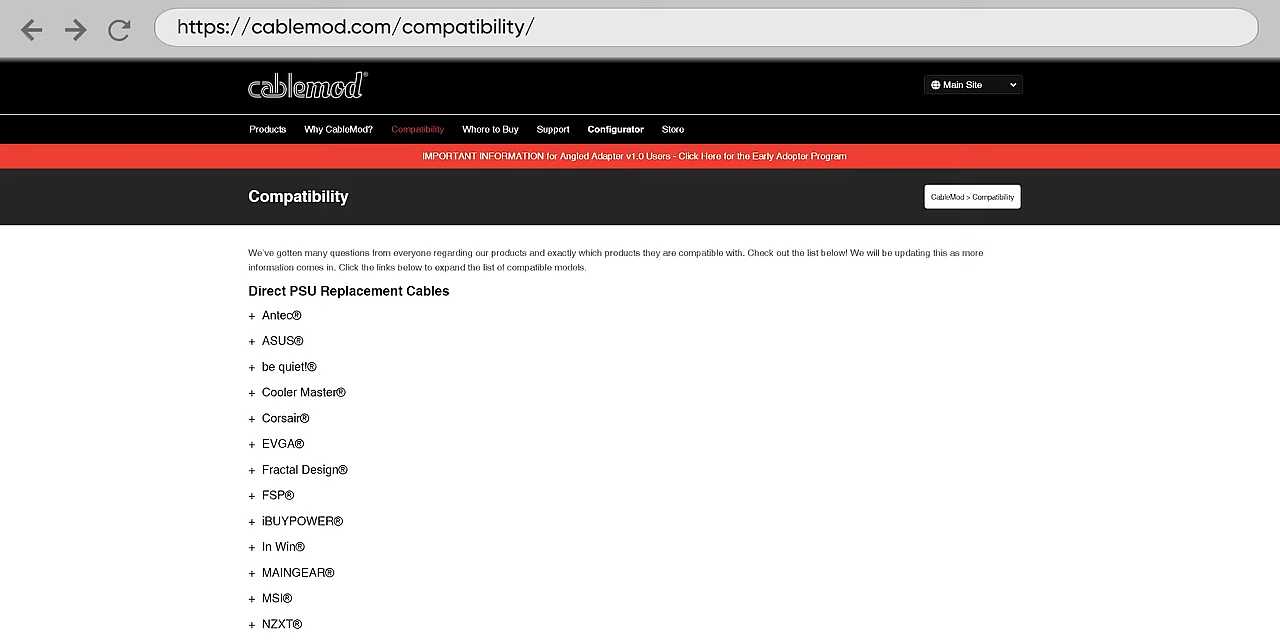 https://cablemod.com/compatibility/
cablemod®
Main Site
Products Why CableMod? Compatibility Where to Buy Support Configurator Store
IMPORTANT INFORMATION for Angled Adapter v1.0 Users - Click Here for the Early Adopter Program
Compatibility
CableMod > Compatibility
We've gotten many questions from everyone regarding our products and exactly which products they are compatible with. Check out the list below! We will be updating this as more
information comes in. Click the links below to expand the list of compatible models.
Direct PSU Replacement Cables
+ Antec®
+ ASUS®
+ be quiet!®
+ Cooler Master®
+ Corsair®
+ EVGA®
+ Fractal Design®
+ FSP®
+ iBUYPOWER®
+ In Win®
+ MAINGEAR®
+ MSI®
+ NZXT®